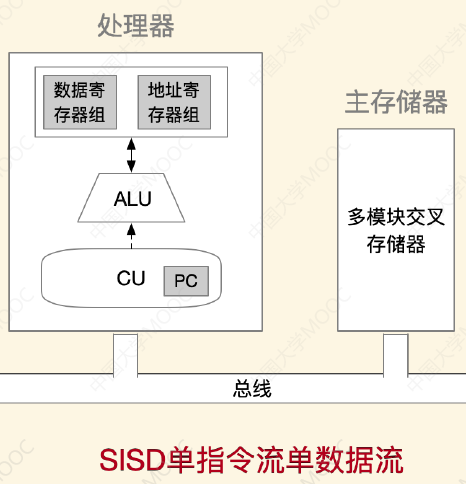 处理器
数据寄
存器组
地址寄
存器组
ALU
CU
PC
主存储器
多模块交叉
存储器
总线
SISD单指令流单数据流
中国大学MOOC